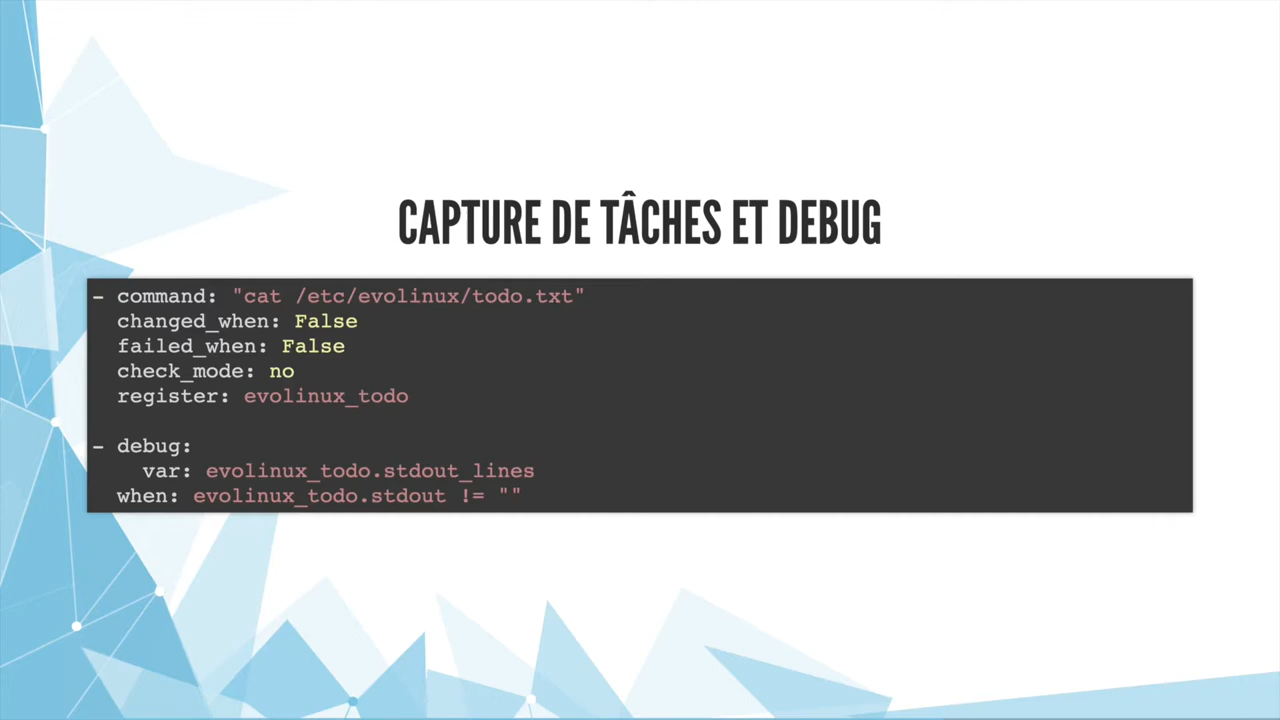 CAPTURE DE TÂCHES ET DEBUG
- command: "cat /etc/evolinux/todo.txt"
  changed_when: False
  failed_when: False
  check_mode: no
  register: evolinux_todo

- debug:
    var: evolinux_todo.stdout_lines
  when: evolinux_todo.stdout != ""